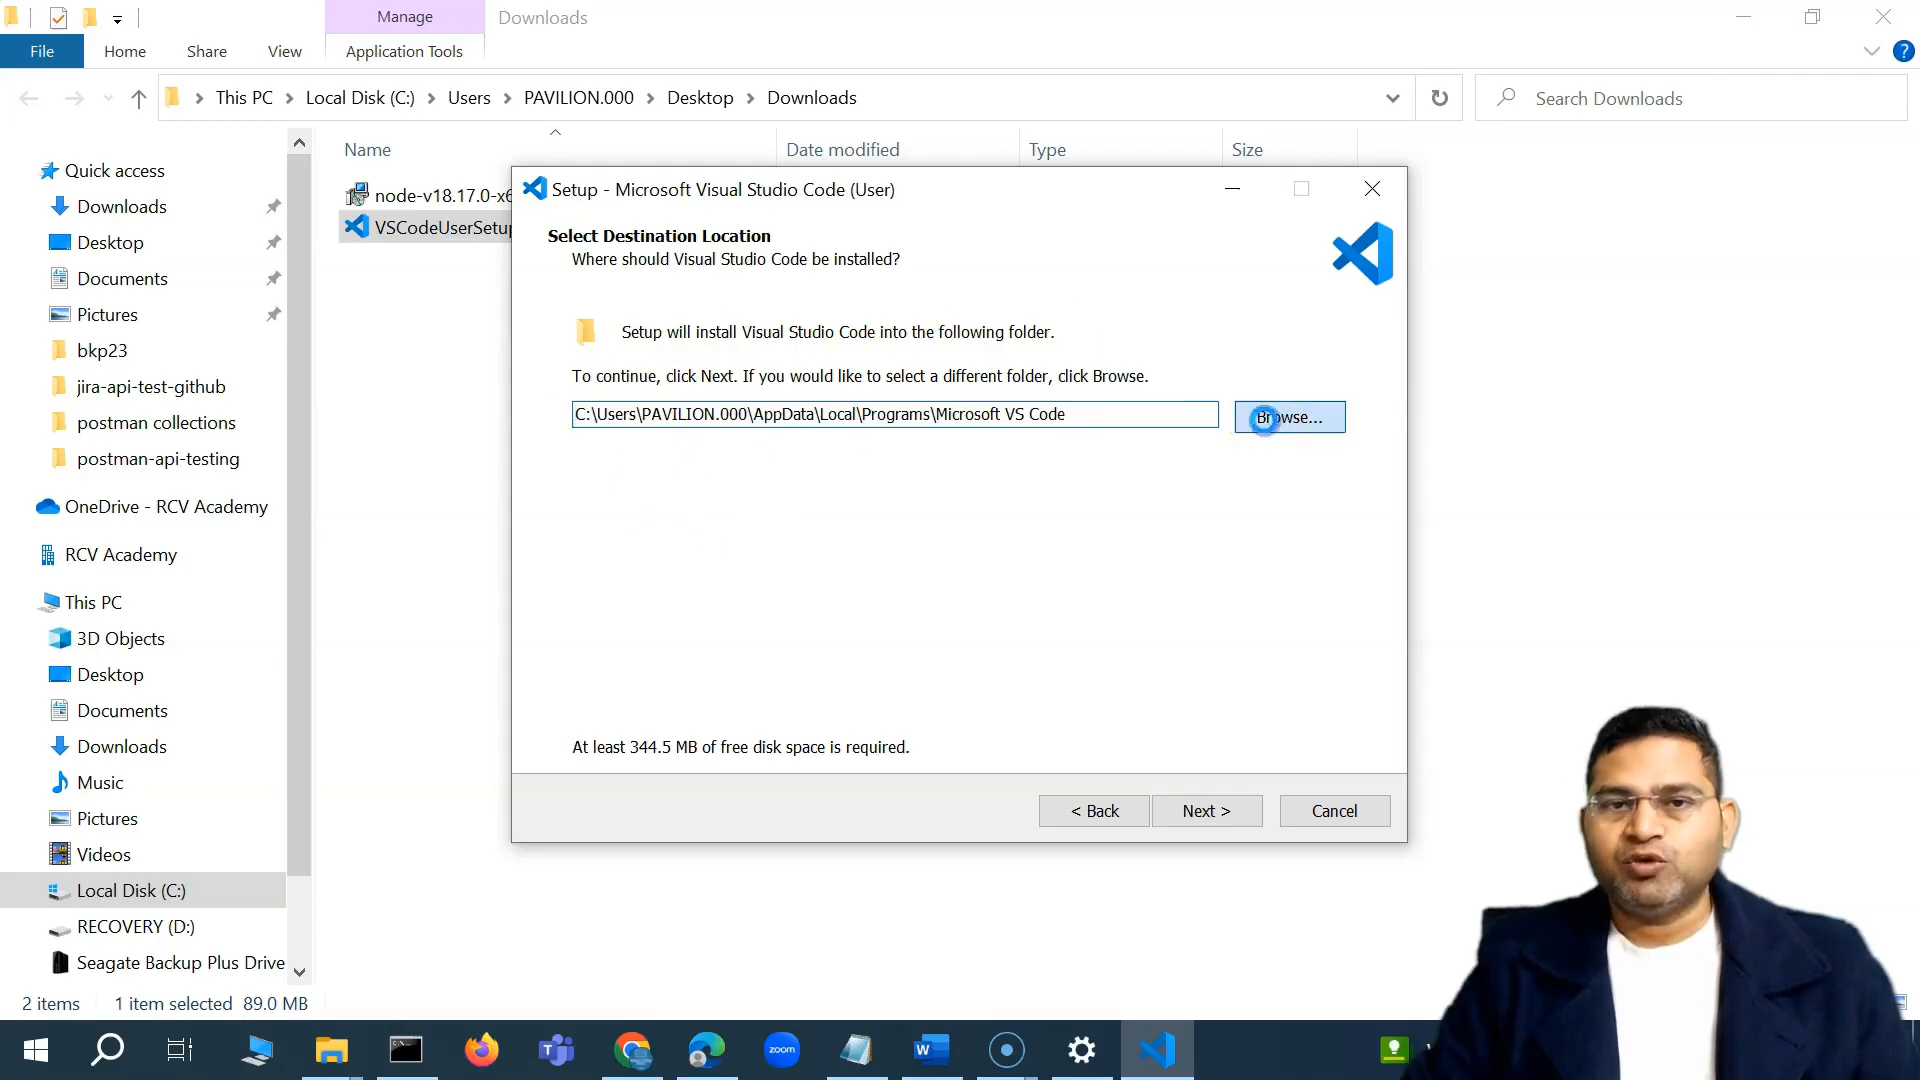 Manage
Downloads
File
Home
Share
View
Application Tools
This PC
Local Disk (C:)
Users
PAVILION.000
Desktop
Downloads
Search Downloads
Name
Date modified
Type
Size
Quick access
Downloads
Desktop
Documents
Pictures
bkp23
jira-api-test-github
postman collections
postman-api-testing
OneDrive - RCV Academy
RCV Academy
This PC
3D Objects
Desktop
Documents
Downloads
Music
Pictures
Videos
Local Disk (C:)
RECOVERY (D:)
Seagate Backup Plus Drive
node-v18.17.0-x6
VSCodeUserSetup
Setup - Microsoft Visual Studio Code (User)
Select Destination Location
Where should Visual Studio Code be installed?
Setup will install Visual Studio Code into the following folder.
To continue, click Next. If you would like to select a different folder, click Browse.
C:\Users\PAVILION.000\AppData\Local\Programs\Microsoft VS Code
Browse...
At least 344.5 MB of free disk space is required.
< Back
Next >
Cancel
2 items
1 item selected 89.0 MB
zoom